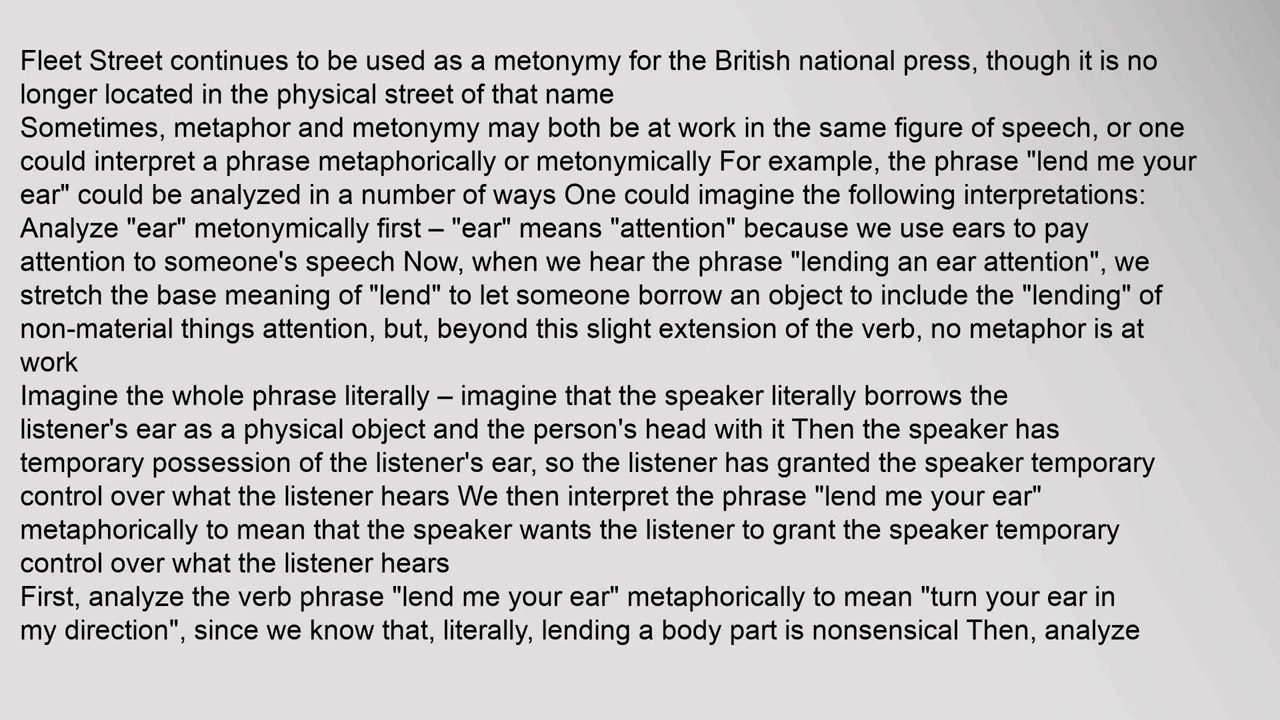 Fleet Street continues to be used as a metonymy for the British national press, though it is no
longer located in the physical street of that name
Sometimes, metaphor and metonymy may both be at work in the same figure of speech, or one
could interpret a phrase metaphorically or metonymically For example, the phrase "lend me your
ear" could be analyzed in a number of ways One could imagine the following interpretations:
Analyze "ear" metonymically first – "ear" means "attention" because we use ears to pay
attention to someone's speech Now, when we hear the phrase "lending an ear attention", we
stretch the base meaning of "lend" to let someone borrow an object to include the "lending" of
non-material things attention, but, beyond this slight extension of the verb, no metaphor is at
work
Imagine the whole phrase literally – imagine that the speaker literally borrows the
listener's ear as a physical object and the person's head with it Then the speaker has
temporary possession of the listener's ear, so the listener has granted the speaker temporary
control over what the listener hears We then interpret the phrase "lend me your ear"
metaphorically to mean that the speaker wants the listener to grant the speaker temporary
control over what the listener hears
First, analyze the verb phrase "lend me your ear" metaphorically to mean "turn your ear in
my direction", since we know that, literally, lending a body part is nonsensical Then, analyze